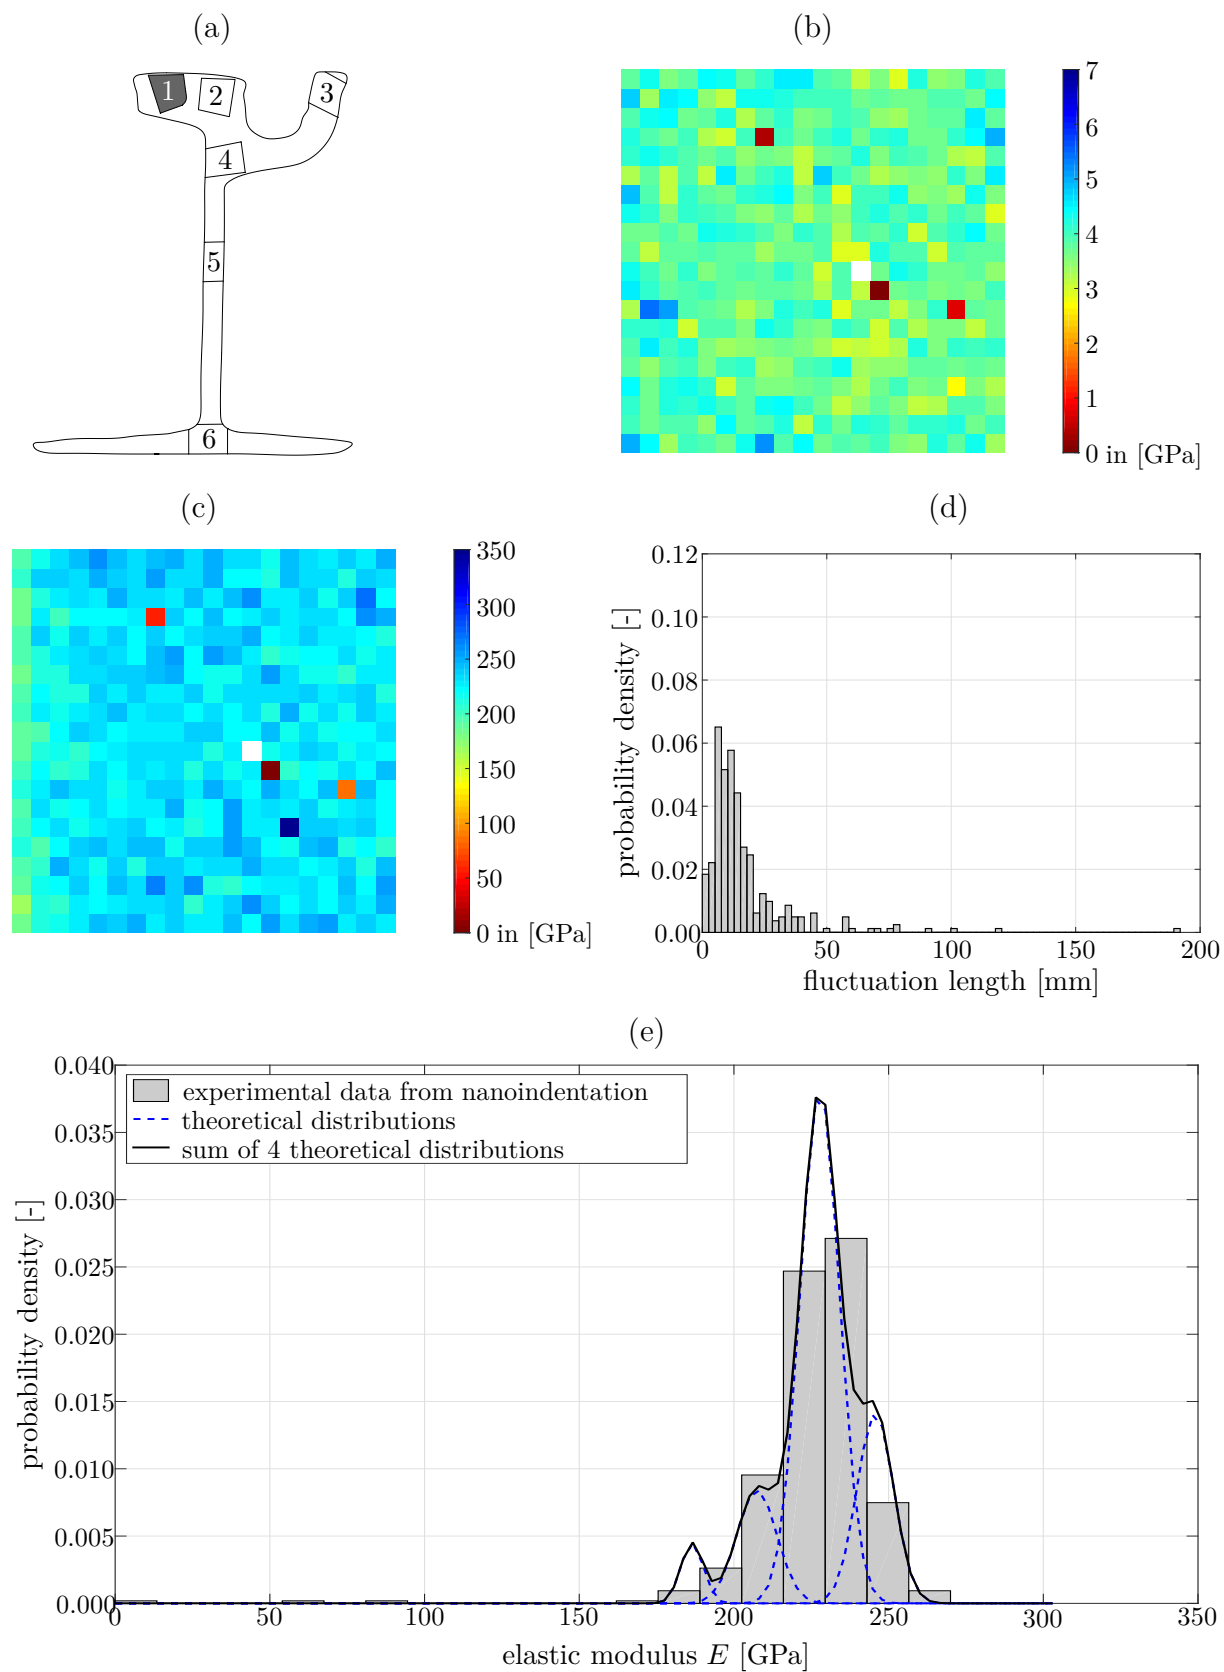 (a)
1
2
3
4
5
6
(b)
7
6
5
4
3
2
1
0 in [GPa]
(c)
350
300
250
200
150
100
50
0 in [GPa]
(d)
probability density [-]
0.12
0.10
0.08
0.06
0.04
0.02
0.00
0 50 100 150 200
fluctuation length [mm]
(e)
probability density [-]
0.040
0.035
0.030
0.025
0.020
0.015
0.010
0.005
0.000
experimental data from nanoindentation
theoretical distributions
sum of 4 theoretical distributions
0 50 100 150 200 250 300 350
elastic modulus E [GPa]